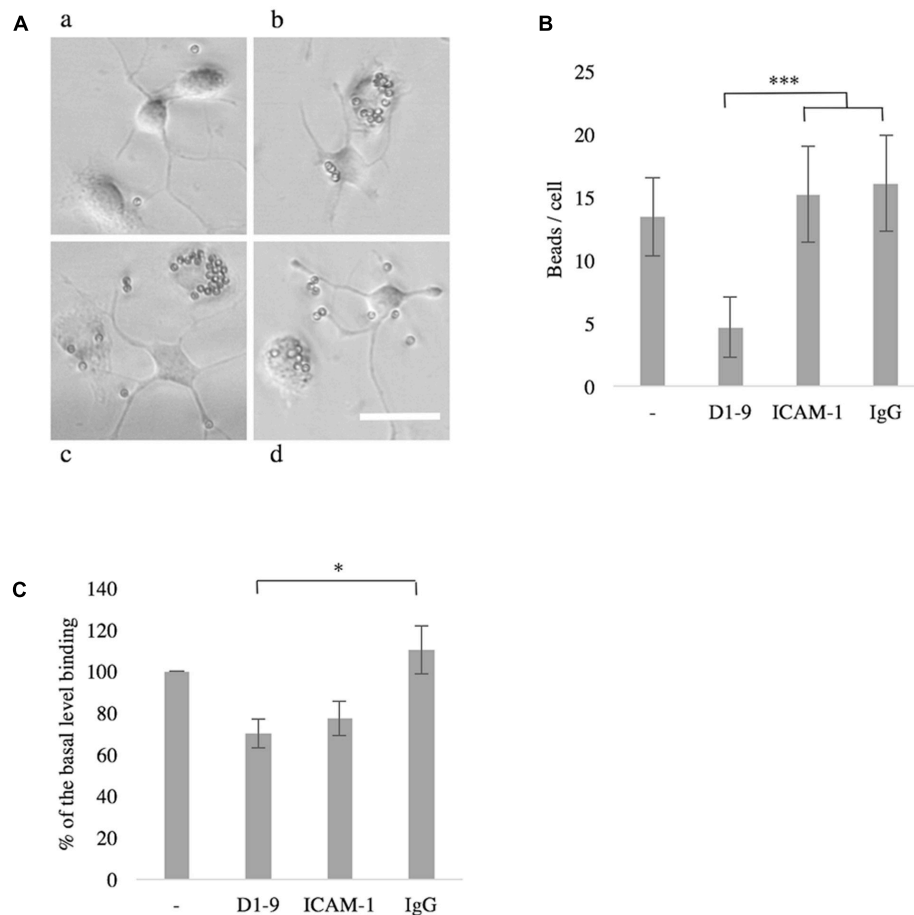 A
a
b
c
d
B
***
25
20
15
10
5
0
Beads / cell
- D1-9 ICAM-1 IgG
C
*
140
120
100
80
60
40
20
0
% of the basal level binding
- D1-9 ICAM-1 IgG